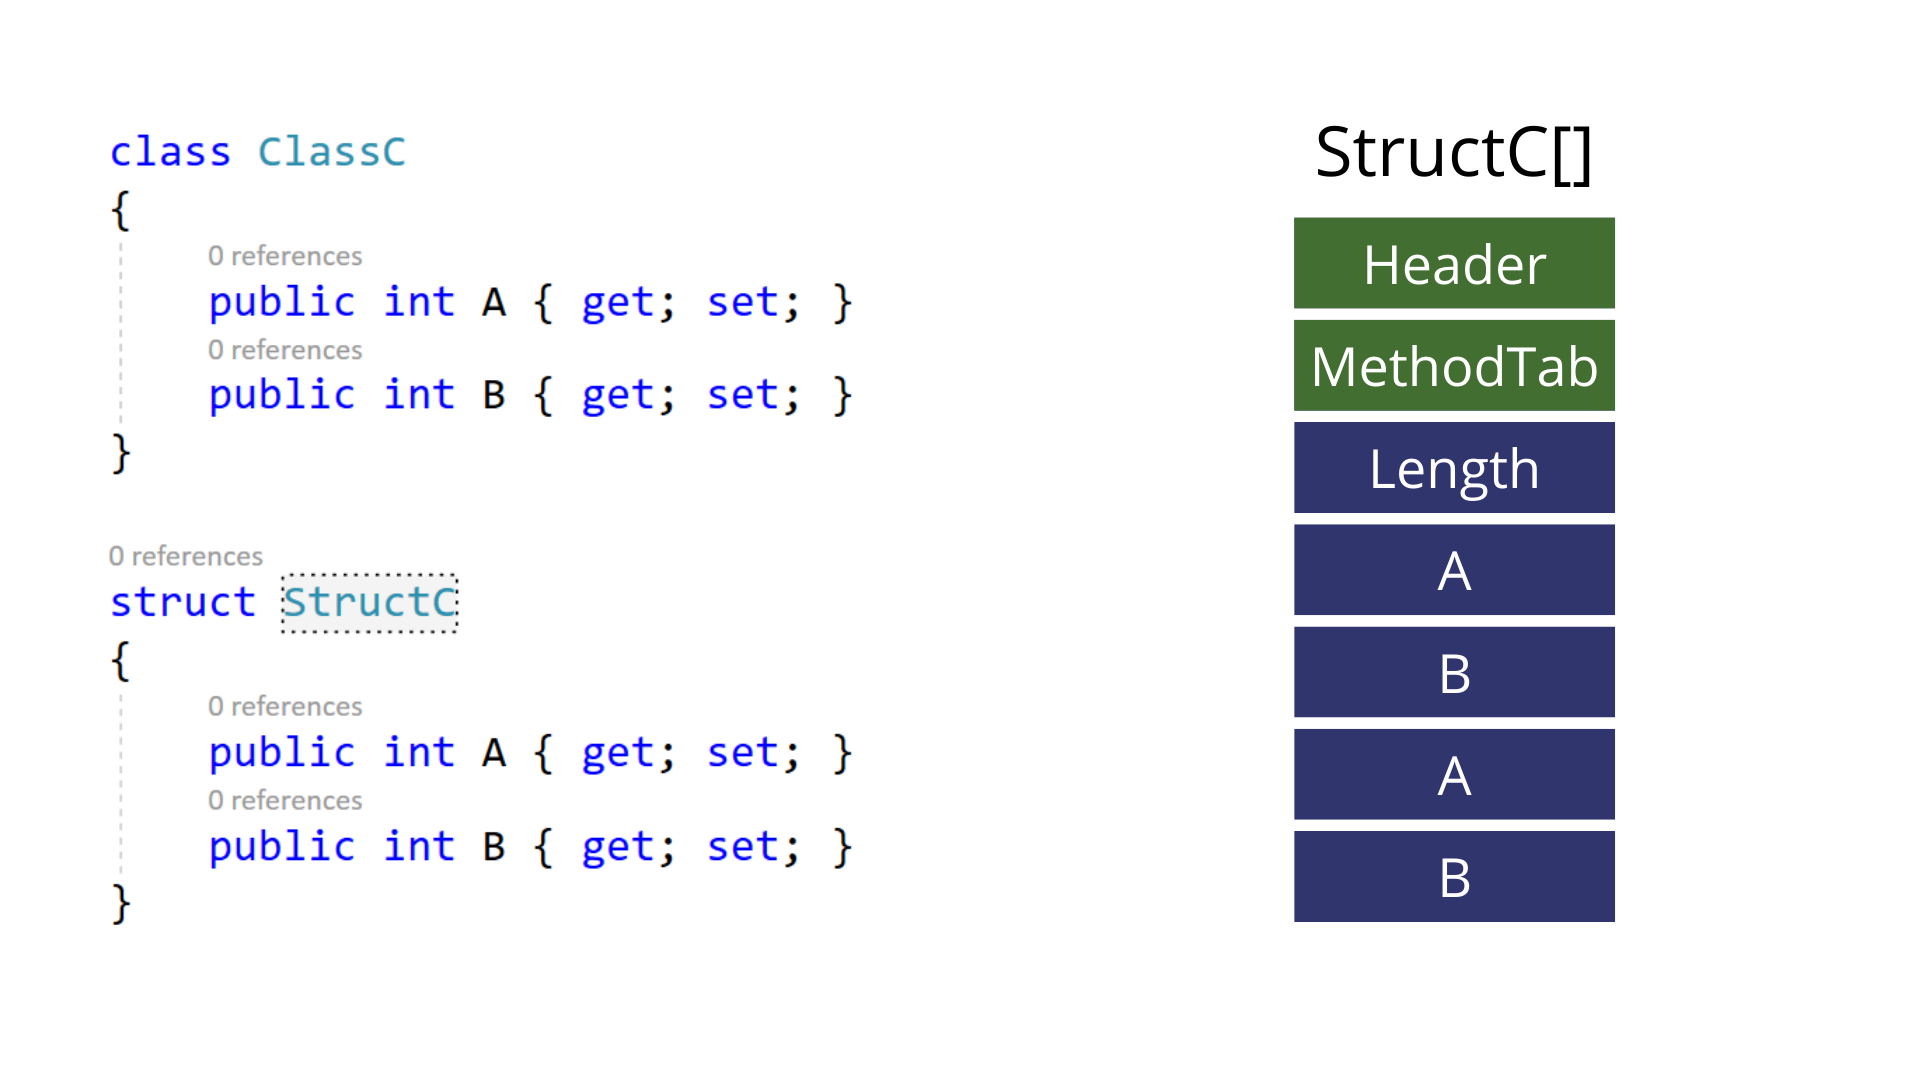 class ClassC
{
0 references
public int A { get; set; }
0 references
public int B { get; set; }
}
0 references
struct StructC
{
0 references
public int A { get; set; }
0 references
public int B { get; set; }
}
StructC[]
Header
MethodTab
Length
A
B
A
B